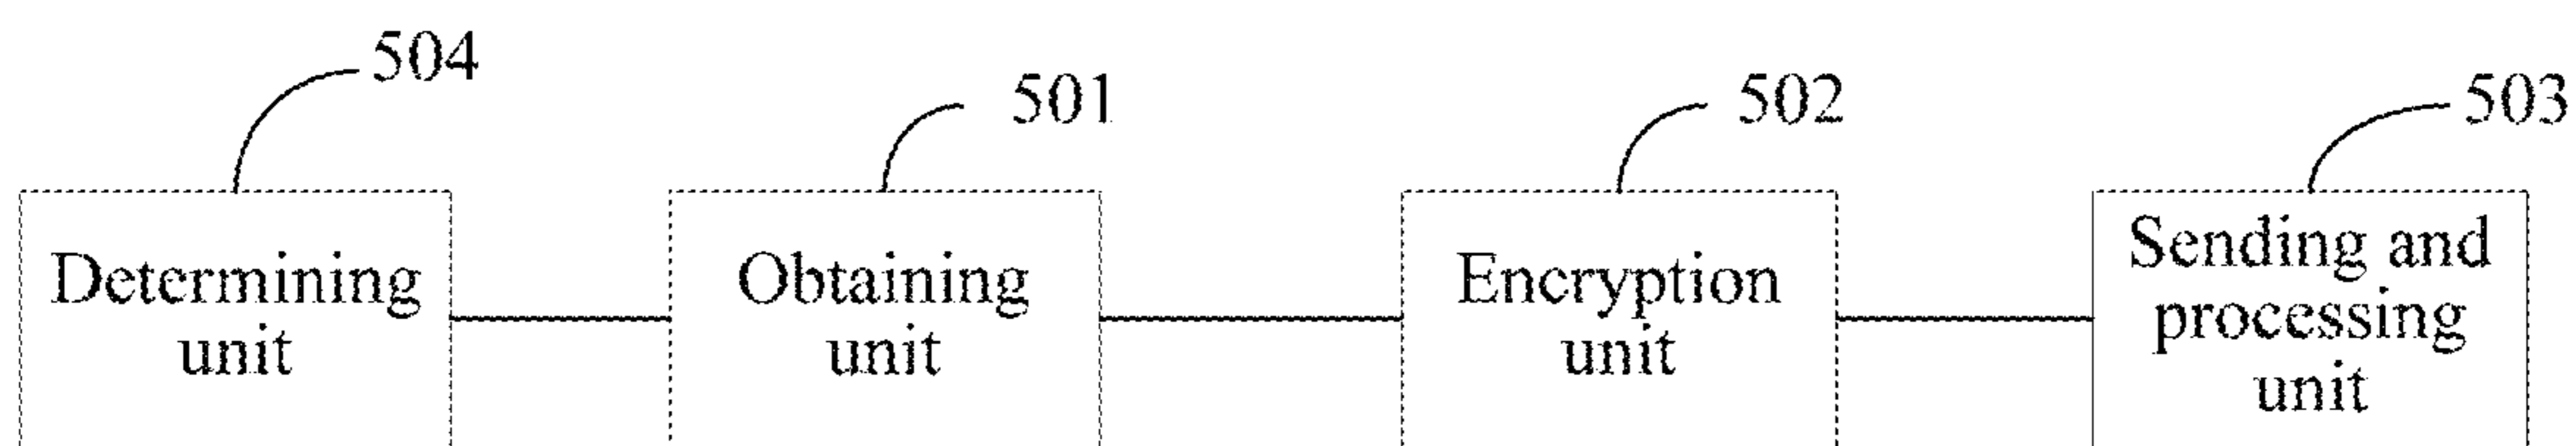 504
501
502
503
Determining
unit
Obtaining
unit
Encryption
unit
Sending and
processing
unit